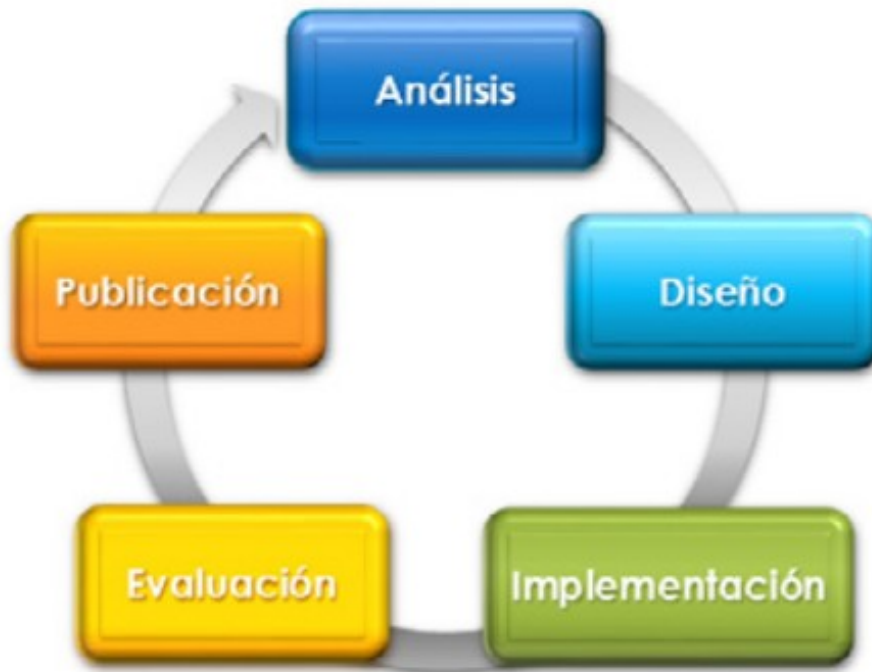 Análisis
Diseño
Implementación
Evaluación
Publicación